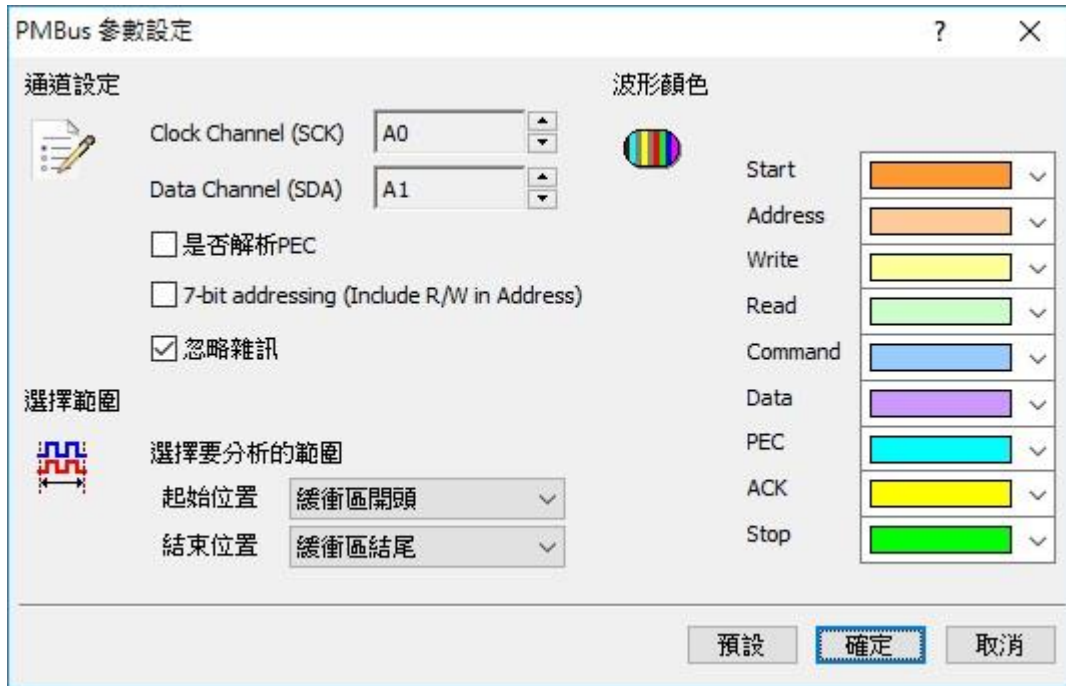 PMBus 參數設定
?
通道設定
Clock Channel (SCK)
A0
Data Channel (SDA)
A1
是否解析PEC
7-bit addressing (Include R/W in Address)
忽略雜訊
選擇範圍
選擇要分析的範圍
起始位置
緩衝區開頭
結束位置
緩衝區結尾
波形顏色
Start
Address
Write
Read
Command
Data
PEC
ACK
Stop
預設
確定
取消